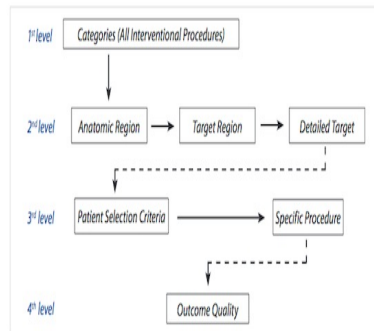 1st level Categories (All Interventional Procedures)
2nd level Anatomic Region Target Region Detailed Target
3rd level Patient Selection Criteria Specific Procedure
4th level Outcome Quality